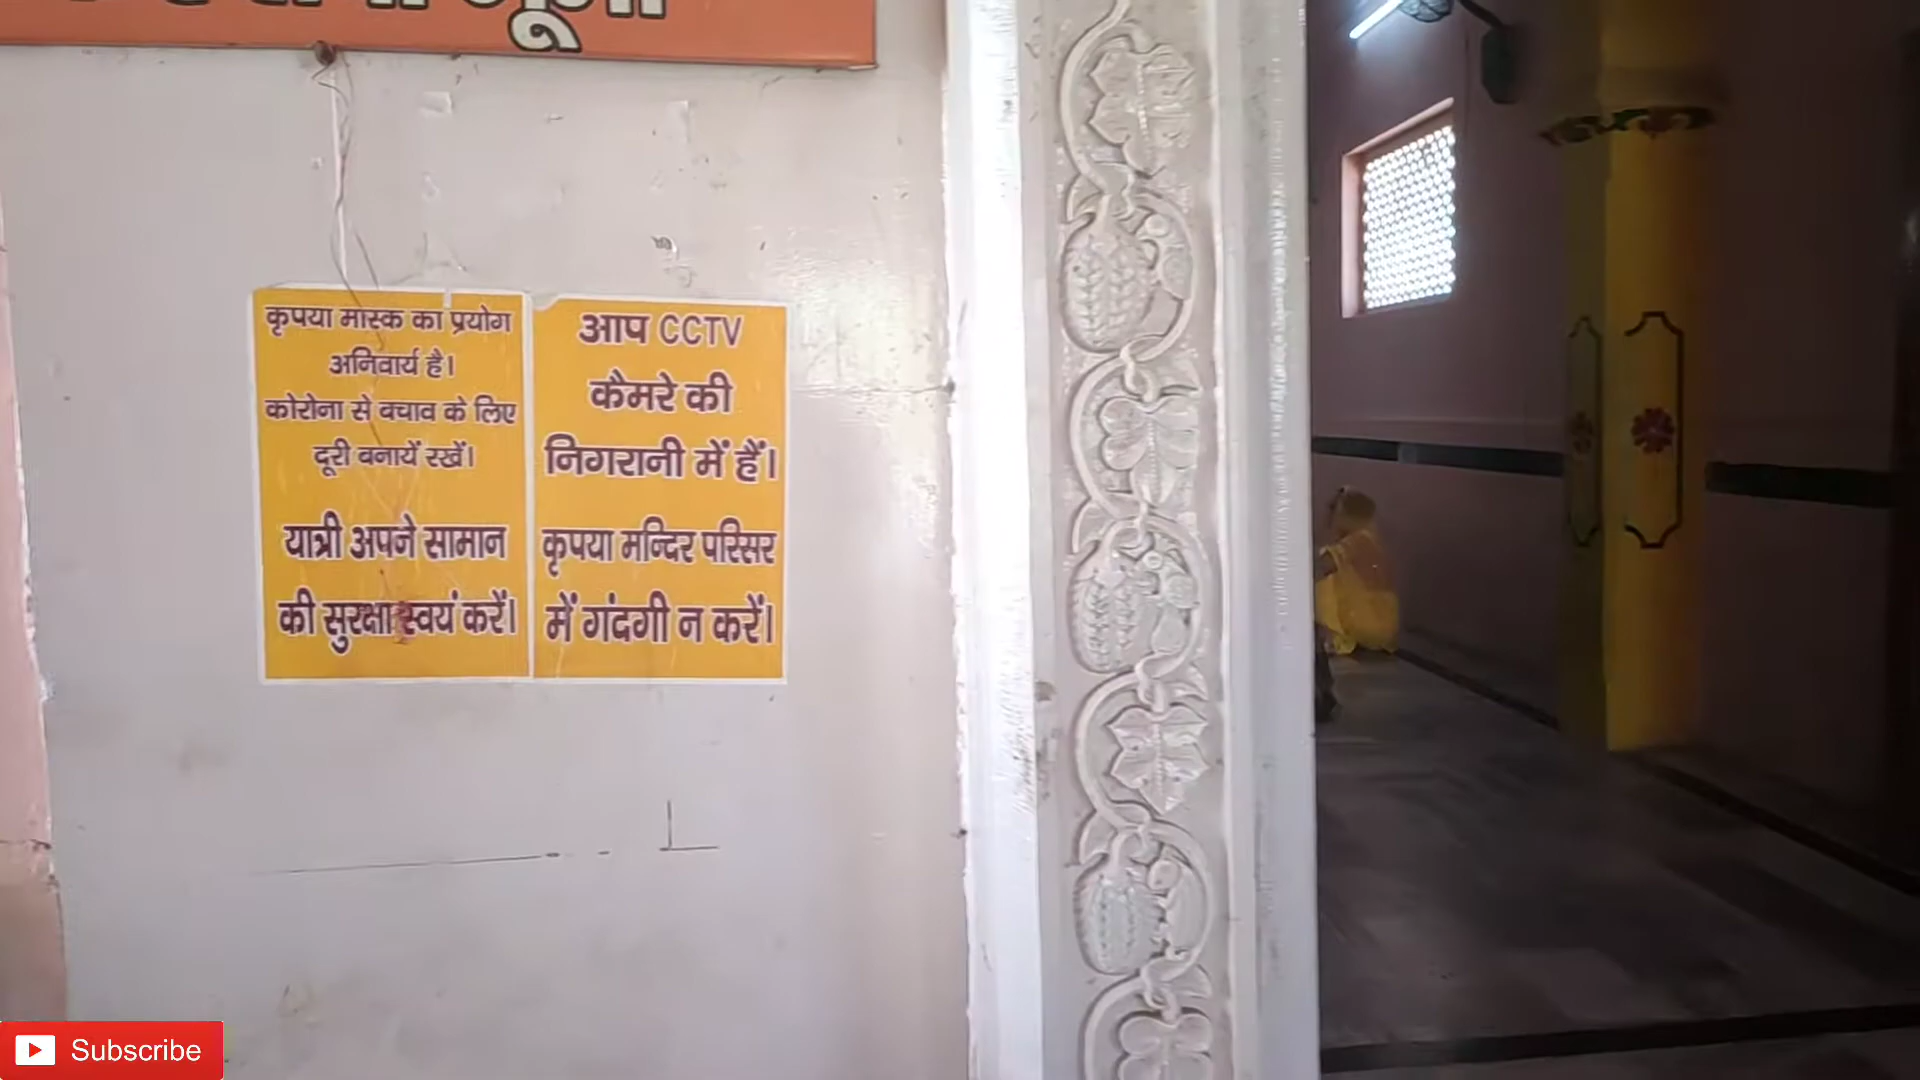 कृपया मास्क का प्रयोग
अनिवार्य है।
कोरोना से बचाव के लिए
दूरी बनायें रखें।
यात्री अपने सामान
की सुरक्षा स्वयं करें।
आप CCTV
कैमरे की
निगरानी में हैं।
कृपया मन्दिर परिसर
में गंदगी न करें।
Subscribe